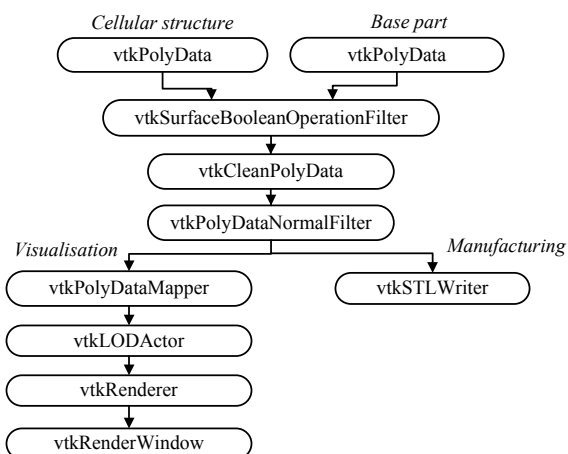 Cellular structure
Base part
vtkPolyData
vtkPolyData
vtkSurfaceBooleanOperationFilter
vtkCleanPolyData
vtkPolyDataNormalFilter
Visualisation
Manufacturing
vtkPolyDataMapper
vtkSTLWriter
vtkLODActor
vtkRenderer
vtkRenderWindow